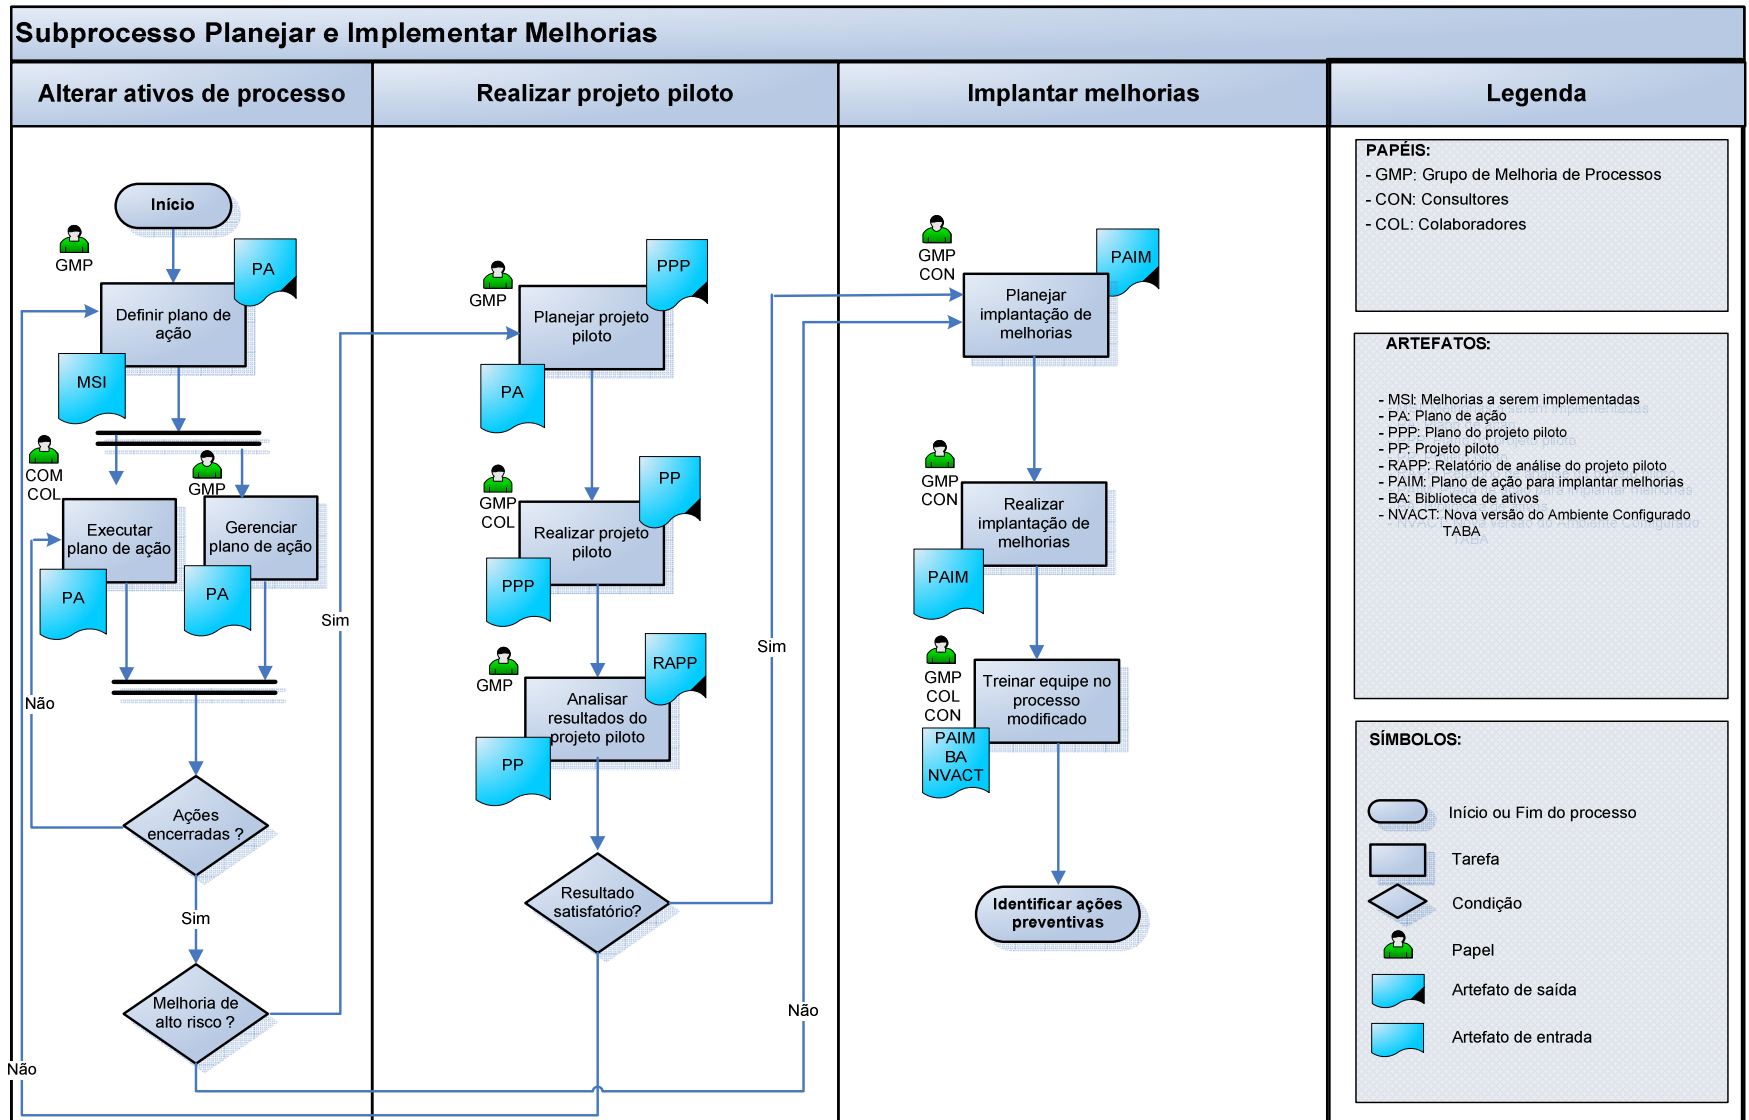 Subprocesso Planejar e Implementar Melhorias
Alterar ativos de processo
Realizar projeto piloto
Implantar melhorias
Legenda
Início
GMP
PA
Definir plano de
ação
MSI
COM
COL
GMP
Executar
plano de ação
Gerenciar
plano de ação
PA
PA
Sim
Não
Ações
encerradas ?
Sim
Melhoria de
alto risco ?
Não
GMP
PPP
Planejar projeto
piloto
PA
GMP
COL
PP
Realizar projeto
piloto
PPP
GMP
RAPP
Analisar
resultados do
projeto piloto
PP
Resultado
satisfatório?
Sim
Não
GMP
CON
PAIM
Planejar
implantação de
melhorias
GMP
CON
Realizar
implantação de
melhorias
PAIM
GMP
COL
CON
Treinar equipe no
processo
modificado
PAIM
BA
NVACT
Identificar ações
preventivas
PAPÉIS:
- GMP: Grupo de Melhoria de Processos
- CON: Consultores
- COL: Colaboradores
ARTEFATOS:
- MSI: Melhorias a serem implementadas
- PA: Plano de ação
- PPP: Plano do projeto piloto
- PP: Projeto piloto
- RAPP: Relatório de análise do projeto piloto
- PAIM: Plano de ação para implantar melhorias
- BA: Biblioteca de ativos
- NVACT: Nova versão do Ambiente Configurado
TABA
SÍMBOLOS:
Início ou Fim do processo
Tarefa
Condição
Papel
Artefato de saída
Artefato de entrada